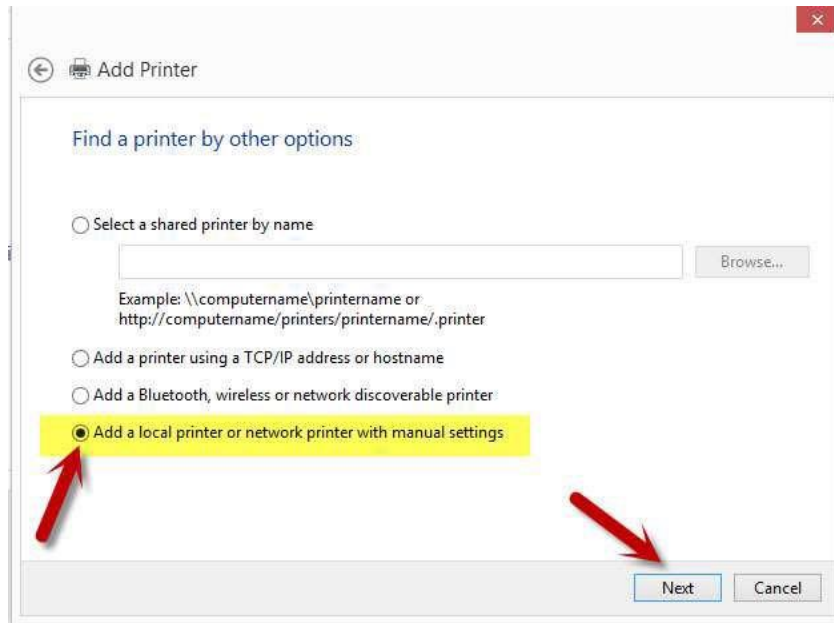 Add Printer
Find a printer by other options
Select a shared printer by name
Browse...
Example: \\computername\printername or
http://computername/printers/printername/.printer
Add a printer using a TCP/IP address or hostname
Add a Bluetooth, wireless or network discoverable printer
Add a local printer or network printer with manual settings
Next Cancel